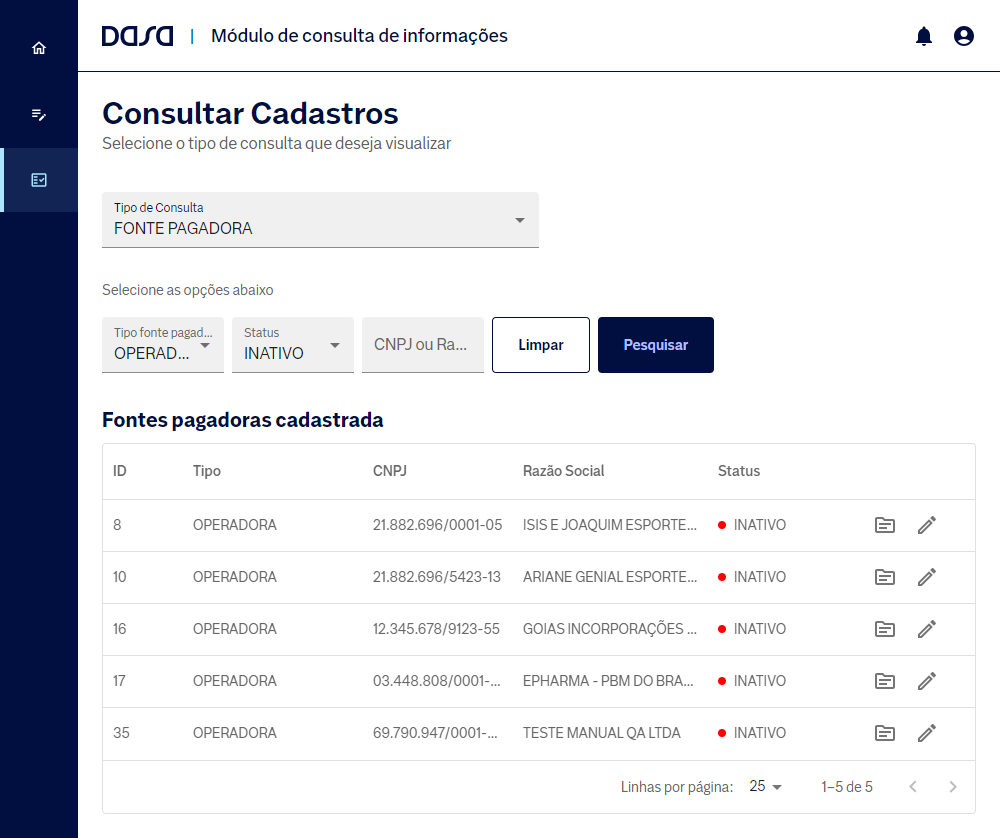 DASA | Módulo de consulta de informações
Consultar Cadastros
Selecione o tipo de consulta que deseja visualizar
Tipo de Consulta
FONTE PAGADORA
Selecione as opções abaixo
Tipo fonte pagad... Status
OPERAD... INATIVO CNPJ ou Ra... Limpar Pesquisar
Fontes pagadoras cadastrada
ID Tipo CNPJ Razão Social Status
8 OPERADORA 21.882.696/0001-05 ISIS E JOAQUIM ESPORTE... INATIVO
10 OPERADORA 21.882.696/5423-13 ARIANE GENIAL ESPORTE... INATIVO
16 OPERADORA 12.345.678/9123-55 GOIAS INCORPORAÇÕES ... INATIVO
17 OPERADORA 03.448.808/0001-... EPHARMA - PBM DO BRA... INATIVO
35 OPERADORA 69.790.947/0001-... TESTE MANUAL QA LTDA INATIVO
Linhas por página: 25 1–5 de 5